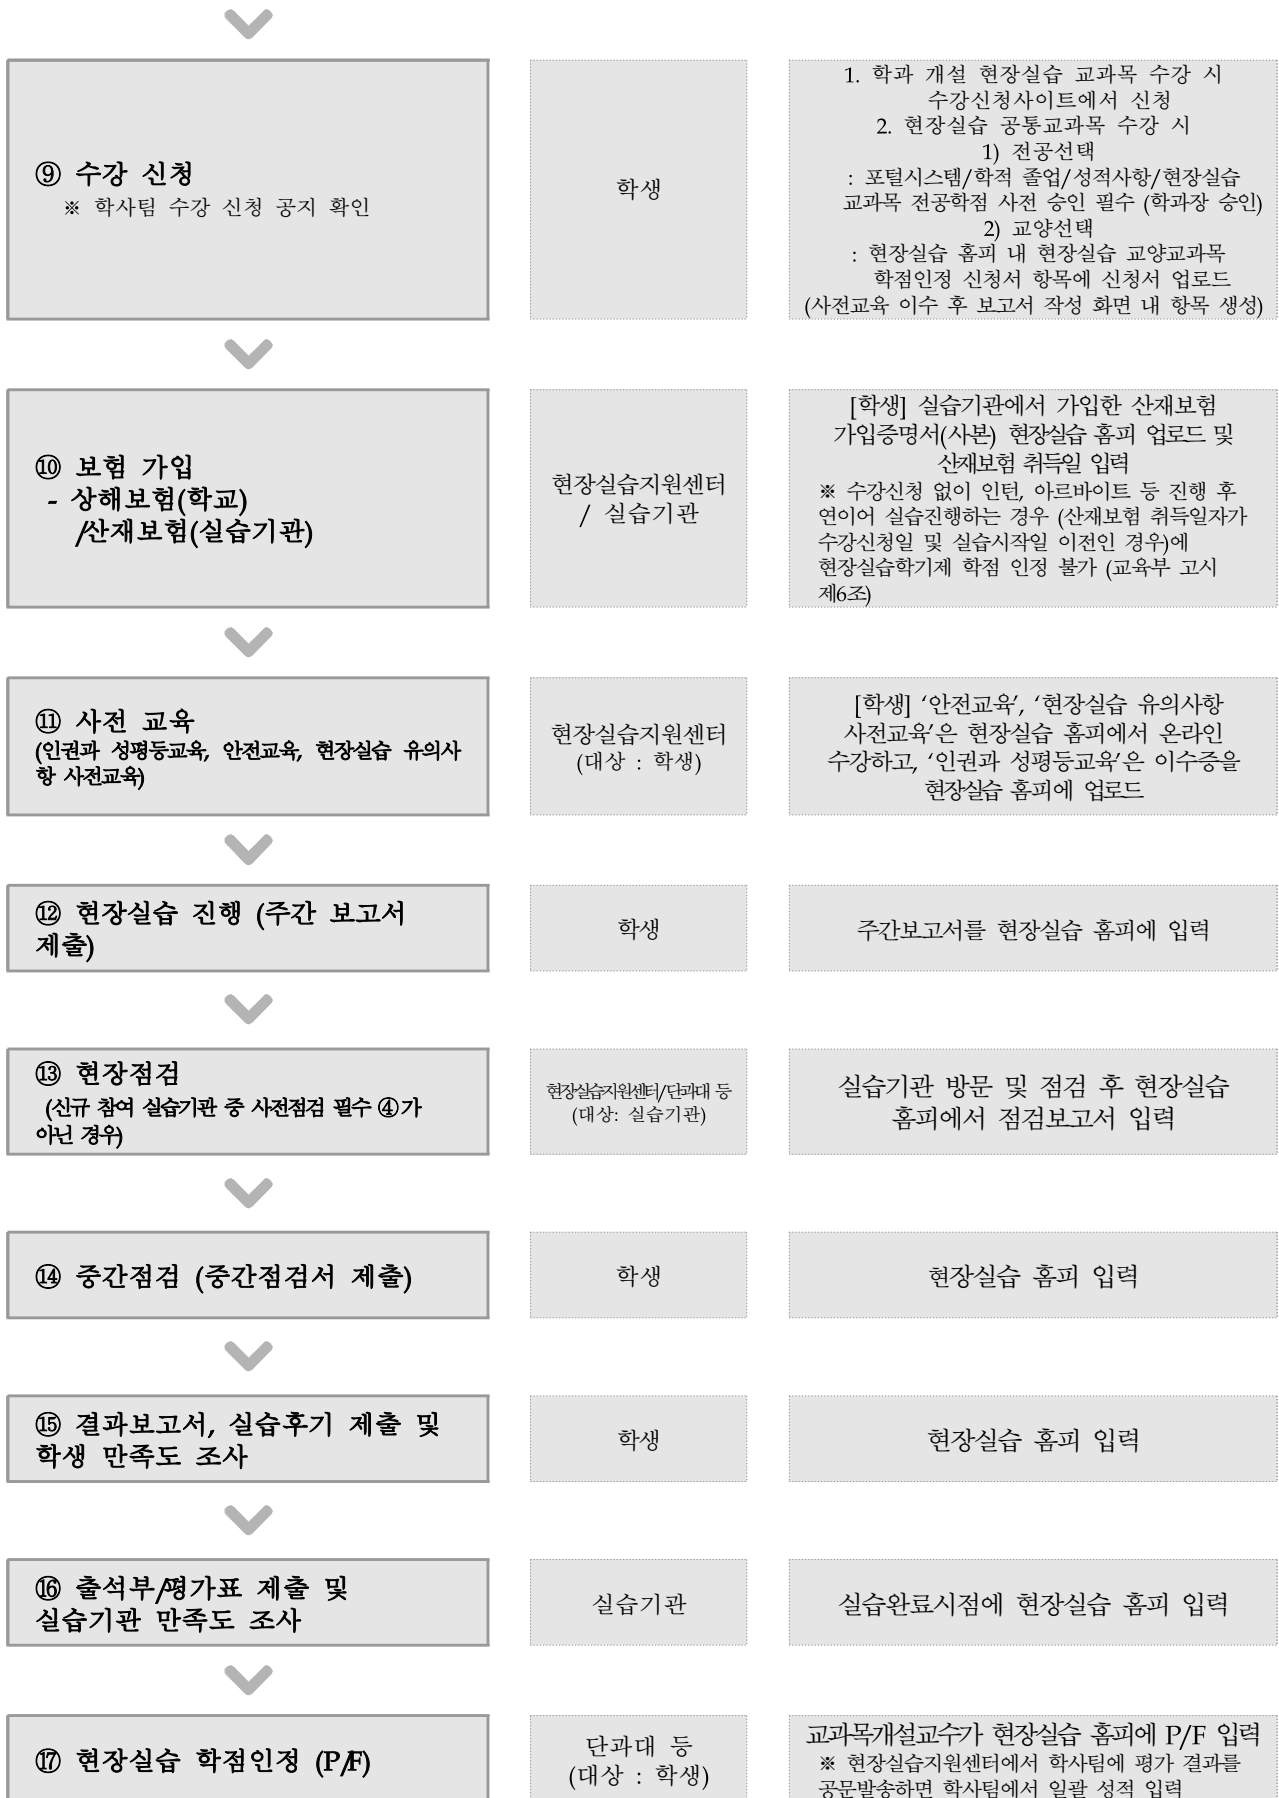 ⑨ 수강 신청
※ 학사팀 수강 신청 공지 확인
학생
1. 학과 개설 현장실습 교과목 수강 시
수강신청사이트에서 신청
2. 현장실습 공통교과목 수강 시
1) 전공선택
: 포털시스템/학적 졸업/성적사항/현장실습
교과목 전공학점 사전 승인 필수 (학과장 승인)
2) 교양선택
: 현장실습 홈피 내 현장실습 교양교과목
학점인정 신청서 항목에 신청서 업로드
(사전교육 이수 후 보고서 작성 화면 내 항목 생성)
⑩ 보험 가입
- 상해보험(학교)
/산재보험(실습기관)
현장실습지원센터
/ 실습기관
[학생] 실습기관에서 가입한 산재보험
가입증명서(사본) 현장실습 홈피 업로드 및
산재보험 취득일 입력
※ 수강신청 없이 인턴, 아르바이트 등 진행 후
연이어 실습진행하는 경우 (산재보험 취득일자가
수강신청일 및 실습시작일 이전인 경우)에
현장실습학기제 학점 인정 불가 (교육부 고시
제6조)
⑪ 사전 교육
(인권과 성평등교육, 안전교육, 현장실습 유의사
항 사전교육)
현장실습지원센터
(대상 : 학생)
[학생] ‘안전교육’, ‘현장실습 유의사항
사전교육’은 현장실습 홈피에서 온라인
수강하고, ‘인권과 성평등교육’은 이수증을
현장실습 홈피에 업로드
⑫ 현장실습 진행 (주간 보고서
제출)
학생
주간보고서를 현장실습 홈피에 입력
⑬ 현장점검
(신규 참여 실습기관 중 사전점검 필수 ④가
아닌 경우)
현장실습지원센터/단과대 등
(대상: 실습기관)
실습기관 방문 및 점검 후 현장실습
홈피에서 점검보고서 입력
⑭ 중간점검 (중간점검서 제출)
학생
현장실습 홈피 입력
⑮ 결과보고서, 실습후기 제출 및
학생 만족도 조사
학생
현장실습 홈피 입력
⑯ 출석부/평가표 제출 및
실습기관 만족도 조사
실습기관
실습완료시점에 현장실습 홈피 입력
⑰ 현장실습 학점인정 (P/F)
단과대 등
(대상 : 학생)
교과목개설교수가 현장실습 홈피에 P/F 입력
※ 현장실습지원센터에서 학사팀에 평가 결과를
공문발송하면 학사팀에서 일괄 성적 입력